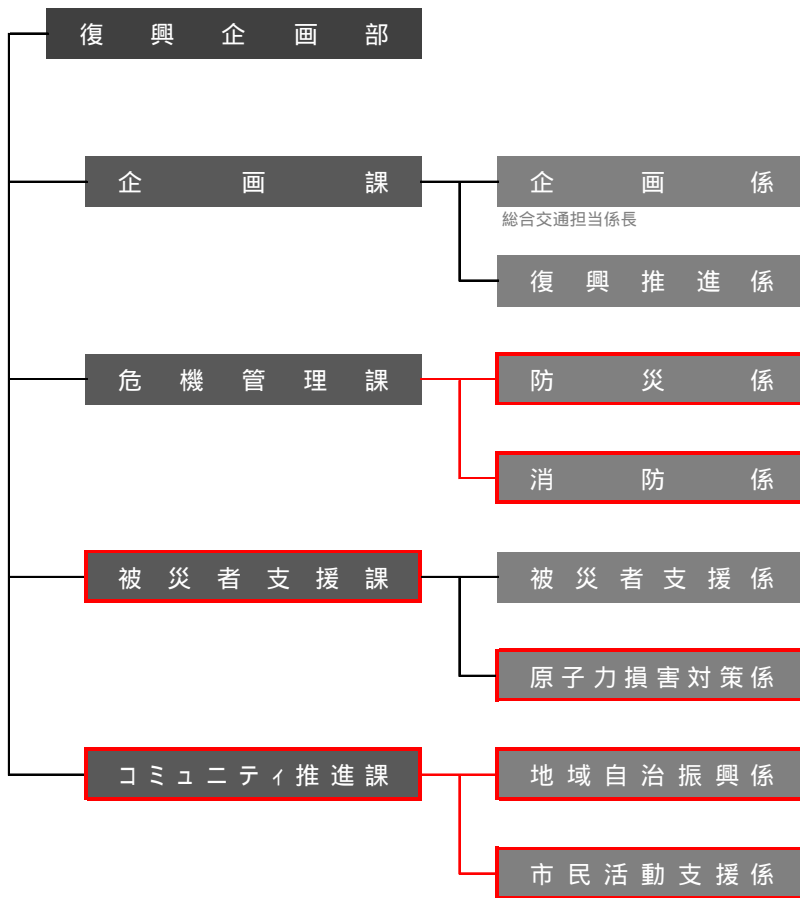 復興企画部
企画課
企画係
総合交通担当係長
復興推進係
危機管理課
防災係
消防係
被災者支援課
被災者支援係
原子力損害対策係
コミュニティ推進課
地域自治振興係
市民活動支援係